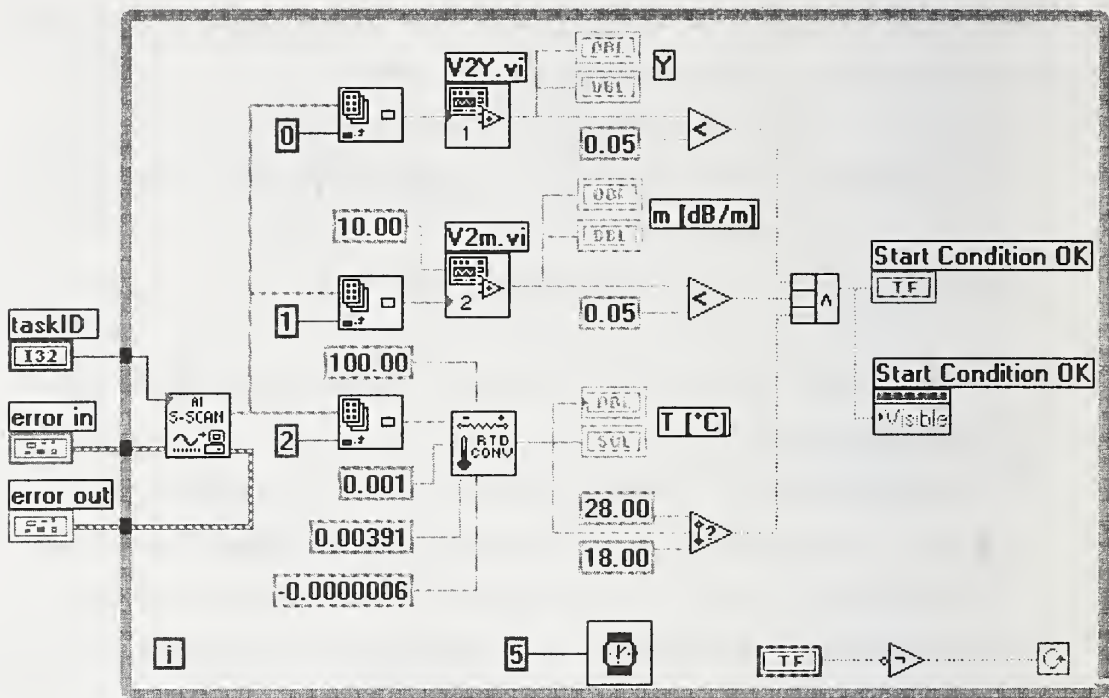 V2Y.vi
DBL
Y
DBL
1
0
0.05
<
DBL
m [dB/m]
10.00
V2m.vi
DBL
Start Condition OK
TF
2
1
0.05
<
∧
taskID
I32
100.00
Start Condition OK
Visible
AI
S-SCAN
error in
DBL
T [°C]
2
RTD
CONV
0.001
error out
28.00
?
0.00391
18.00
-0.0000006
i
5
TF